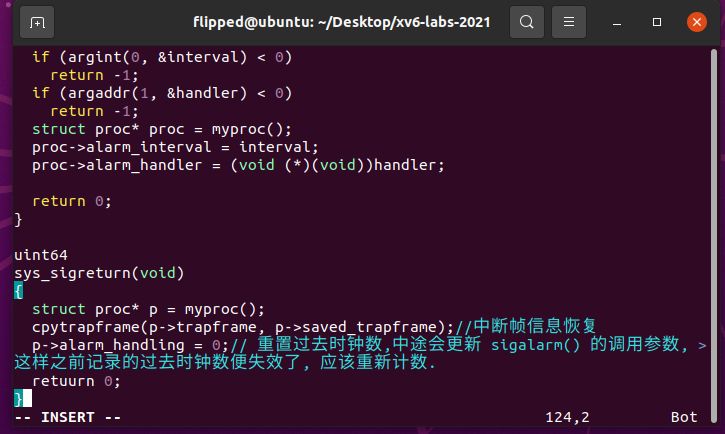 flipped@ubuntu: ~/Desktop/xv6-labs-2021
if (argint(0, &interval) < 0)
return -1;
if (argaddr(1, &handler) < 0)
return -1;
struct proc* proc = myproc();
proc->alarm_interval = interval;
proc->alarm_handler = (void (*)(void))handler;
return 0;
}
uint64
sys_sigreturn(void)
{
struct proc* p = myproc();
cpytrapframe(p->trapframe, p->saved_trapframe);//中断帧信息恢复
p->alarm_handling = 0;// 重置过去时钟数,中途会更新 sigalarm() 的调用参数, >
这样之前记录的过去时钟数便失效了, 应该重新计数.
retuurn 0;
}
-- INSERT -- 124,2 Bot